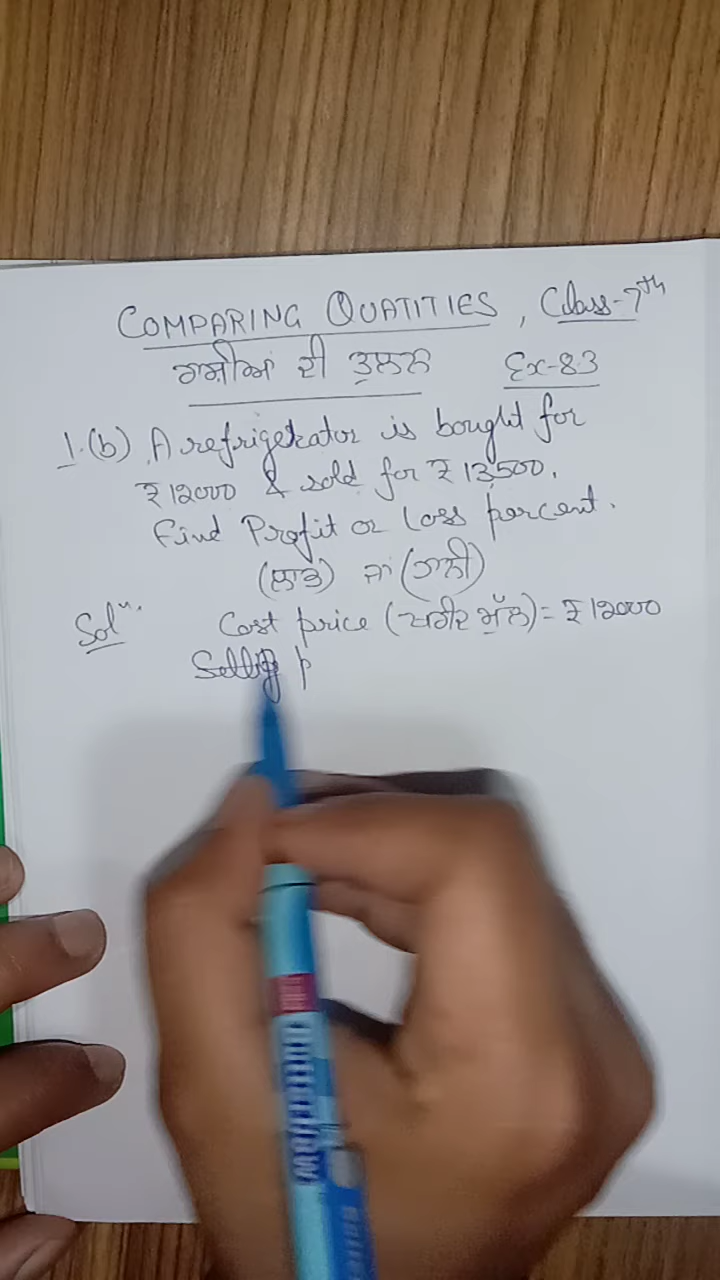 COMPARING QUATITIES, Class-7th
ਰਾਸ਼ੀਆਂ ਦੀ ਤੁਲਨਾ Ex-8.3
1.(b) A refrigerator is bought for
₹12000 & sold for ₹13,500.
Find Profit or Loss percent.
(ਲਾਭ) ਜਾਂ (ਹਾਨੀ)
Solⁿ. Cost price (ਖਰੀਦ ਮੁੱਲ) = ₹12000
Selling p